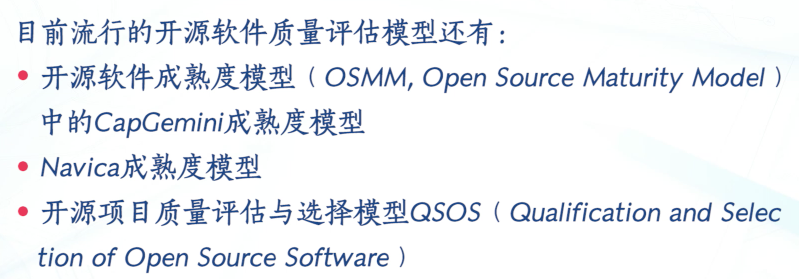 目前流行的开源软件质量评估模型还有：
• 开源软件成熟度模型（OSMM, Open Source Maturity Model）
中的CapGemini成熟度模型
• Navica成熟度模型
• 开源项目质量评估与选择模型QSOS（Qualification and Selec
tion of Open Source Software）